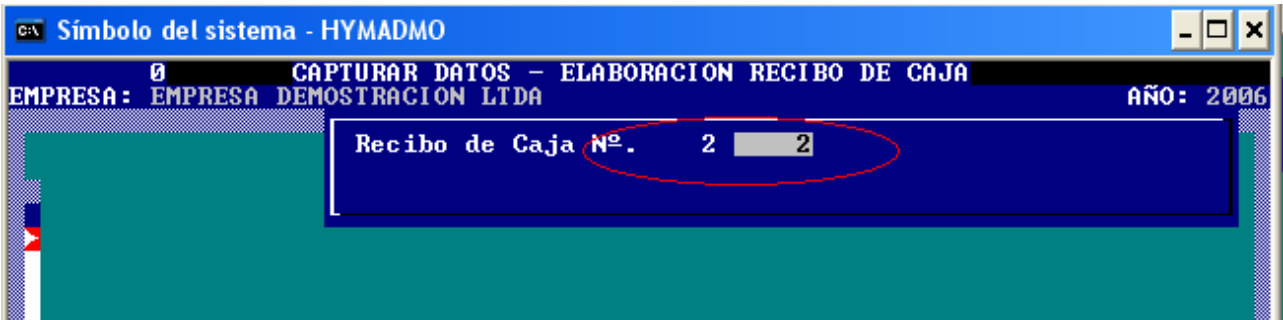 Símbolo del sistema - HYMADMO
0 CAPTURAR DATOS - ELABORACION RECIBO DE CAJA
EMPRESA: EMPRESA DEMOSTRACION LTDA AÑO: 2006
Recibo de Caja Nº. 2 2